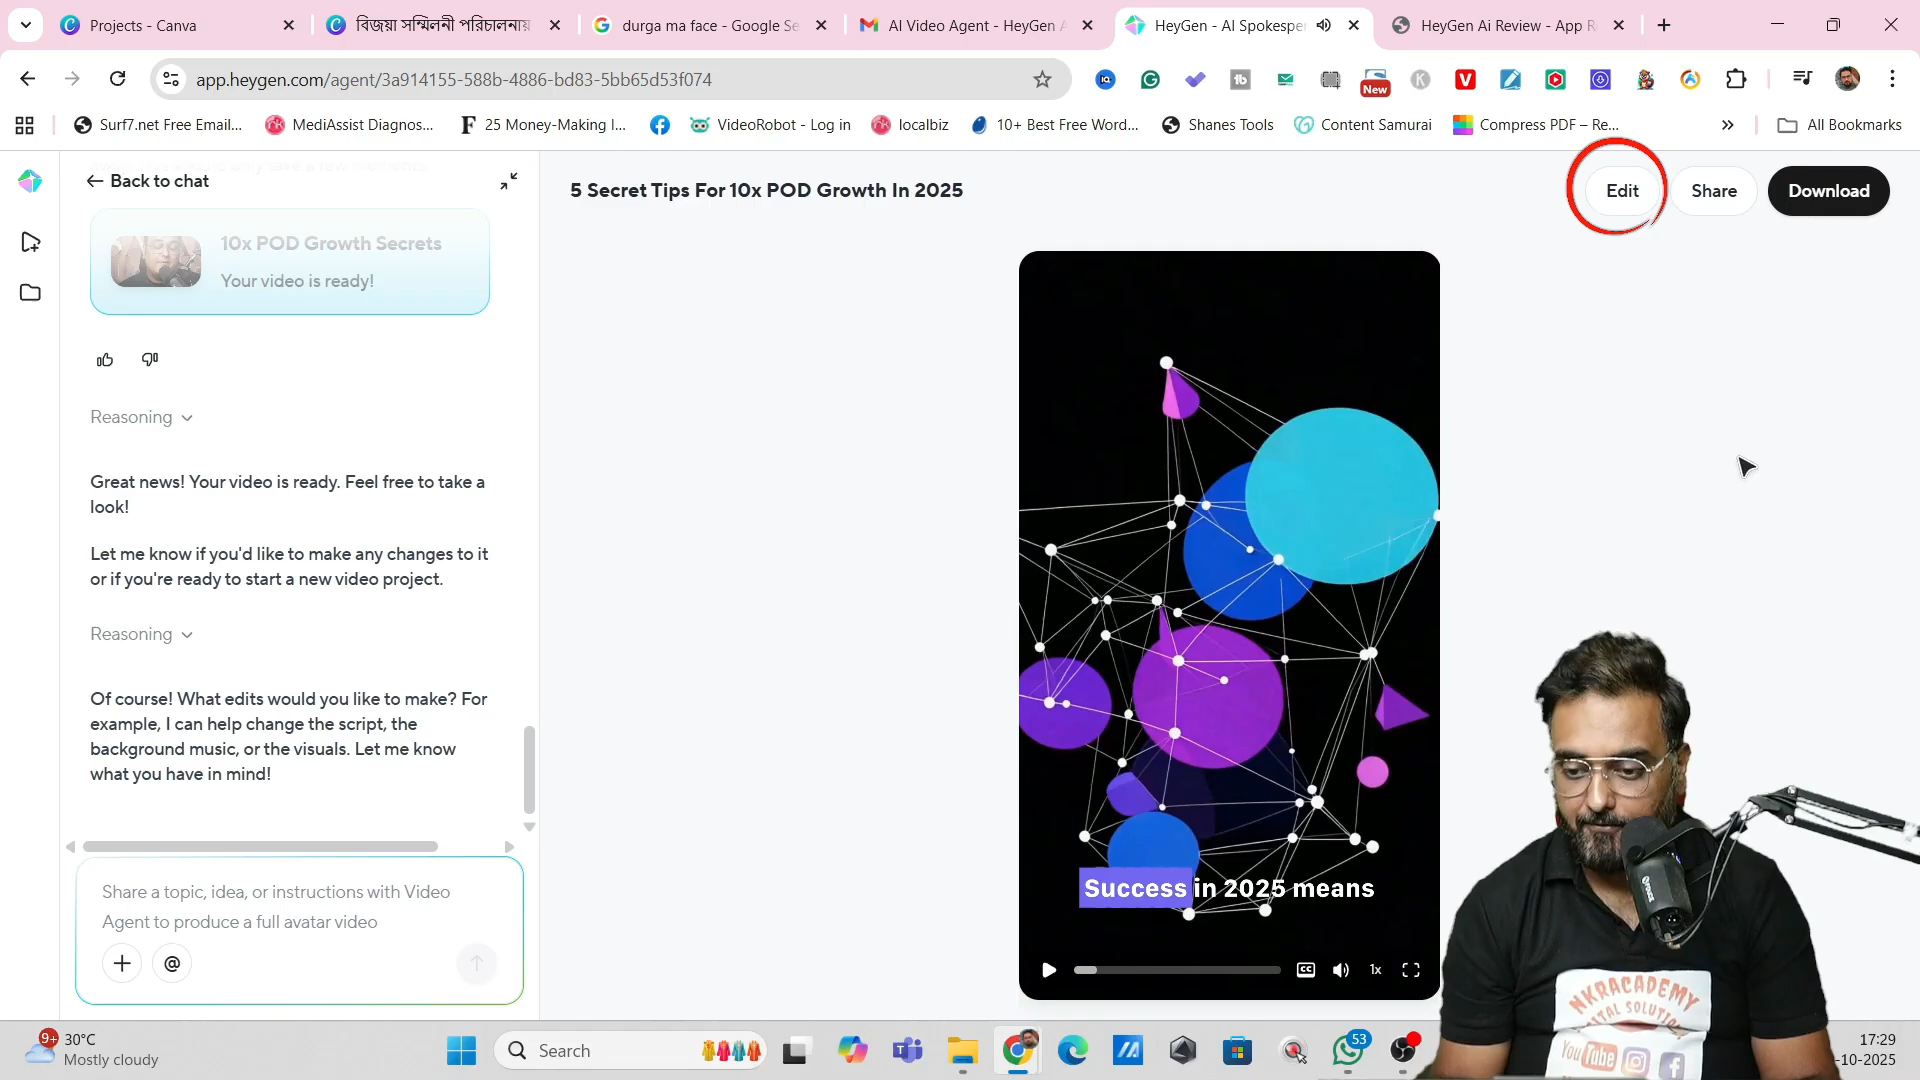 Projects - Canva
বিজয়া সম্মিলনী পরিচালনায়
durga ma face - Google Se
AI Video Agent - HeyGen A
HeyGen - AI Spokesper
HeyGen Ai Review - App R
app.heygen.com/agent/3a914155-588b-4886-bd83-5bb65d53f074
New
Surf7.net Free Email...
MediAssist Diagnos...
25 Money-Making I...
VideoRobot - Log in
localbiz
10+ Best Free Word...
Shanes Tools
Content Samurai
Compress PDF – Re...
All Bookmarks
Back to chat
5 Secret Tips For 10x POD Growth In 2025
Edit
Share
Download
10x POD Growth Secrets
Your video is ready!
Reasoning
Great news! Your video is ready. Feel free to take a
look!
Let me know if you'd like to make any changes to it
or if you're ready to start a new video project.
Reasoning
Of course! What edits would you like to make? For
example, I can help change the script, the
background music, or the visuals. Let me know
what you have in mind!
Share a topic, idea, or instructions with Video
Agent to produce a full avatar video
Success in 2025 means
1x
NKRACADEMY
You Tube
9+
30°C
Mostly cloudy
Search
53
17:29
-10-2025